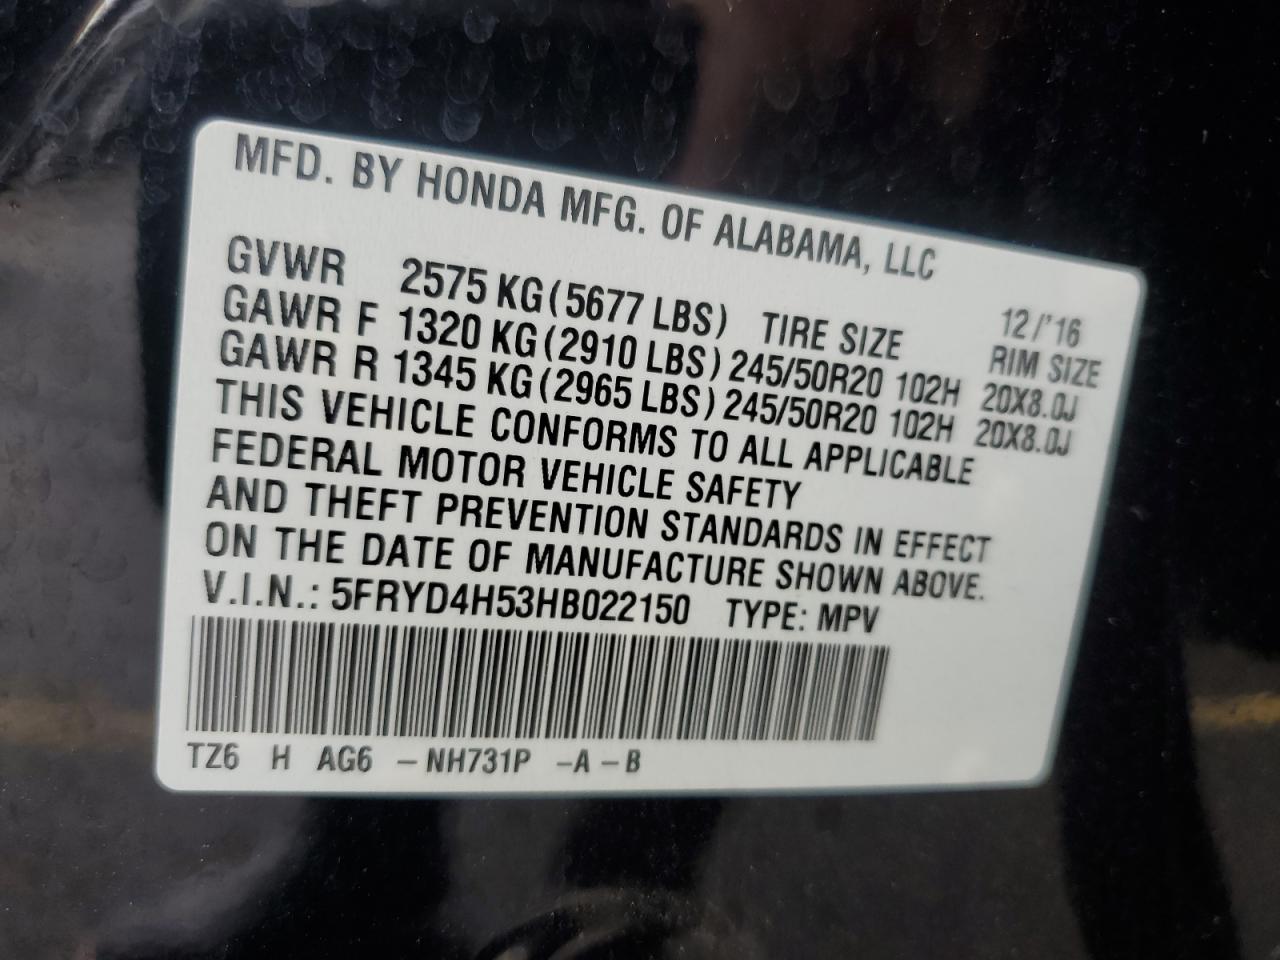 MFD. BY HONDA MFG. OF ALABAMA, LLC
12/'16
GVWR 2575 KG(5677 LBS) TIRE SIZE RIM SIZE
GAWR F 1320 KG(2910 LBS) 245/50R20 102H 20X8.0J
GAWR R 1345 KG(2965 LBS) 245/50R20 102H 20X8.0J
THIS VEHICLE CONFORMS TO ALL APPLICABLE
FEDERAL MOTOR VEHICLE SAFETY
AND THEFT PREVENTION STANDARDS IN EFFECT
ON THE DATE OF MANUFACTURE SHOWN ABOVE.
V.I.N.: 5FRYD4H53HB022150 TYPE: MPV
TZ6 H AG6 -NH731P -A-B